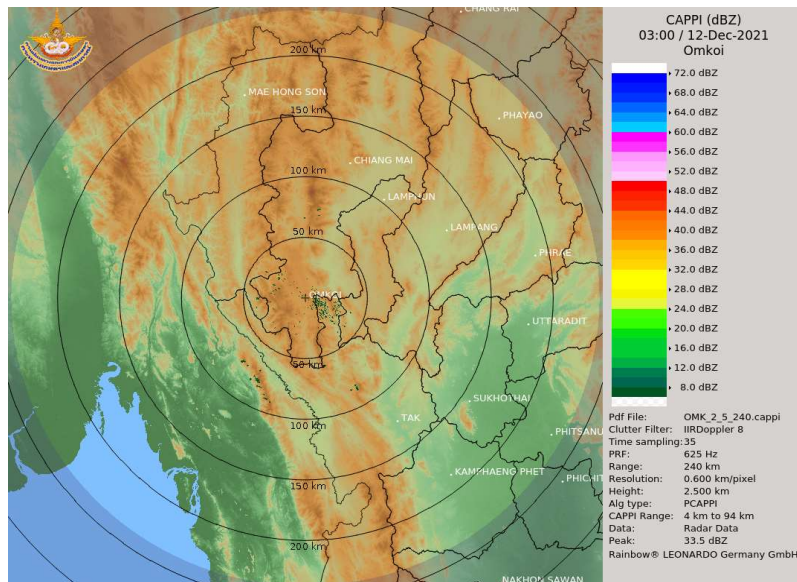 CHANG RAI
200 km
MAE HONG SON
150 km
PHAYAO
CHIANG MAI
100 km
LAMPHUN
50 km
LAMPANG
PHRAE
OMKOI
UTTARADIT
50 km
SUKHOTHAI
TAK
100 km
PHITSANU
KAMPHAENG PHET
PHICHIT
150 km
200 km
NAKHON SAWAN
CAPPI (dBZ)
03:00 / 12-Dec-2021
Omkoi
72.0 dBZ
68.0 dBZ
64.0 dBZ
60.0 dBZ
56.0 dBZ
52.0 dBZ
48.0 dBZ
44.0 dBZ
40.0 dBZ
36.0 dBZ
32.0 dBZ
28.0 dBZ
24.0 dBZ
20.0 dBZ
16.0 dBZ
12.0 dBZ
8.0 dBZ
Pdf File: OMK_2_5_240.cappi
Clutter Filter: IIRDoppler 8
Time sampling:35
PRF: 625 Hz
Range: 240 km
Resolution: 0.600 km/pixel
Height: 2.500 km
Alg type: PCAPPI
CAPPI Range: 4 km to 94 km
Data: Radar Data
Peak: 33.5 dBZ
Rainbow® LEONARDO Germany GmbH